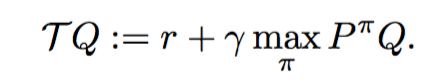 𝒯Q := r + γ max_π P^π Q.